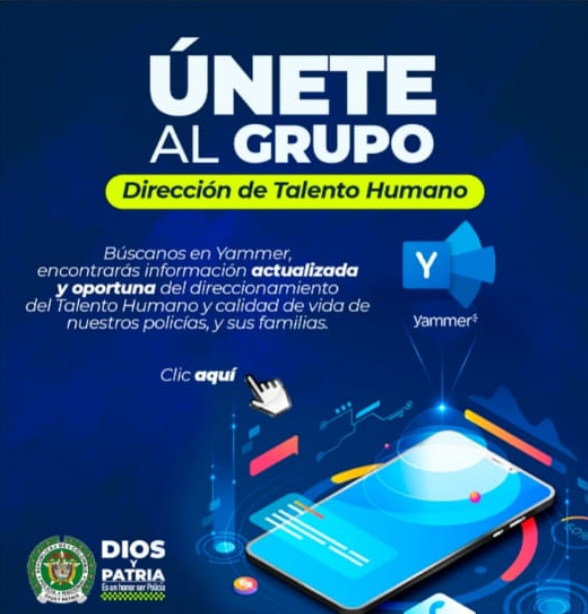 ÚNETE
AL GRUPO
Dirección de Talento Humano
Búscanos en Yammer,
encontrarás información actualizada
y oportuna del direccionamiento
del Talento Humano y calidad de vida de
nuestros policías, y sus familias.
Y
yammer
Clic aquí
DIOS
Y
PATRIA
Es un honor ser Policía